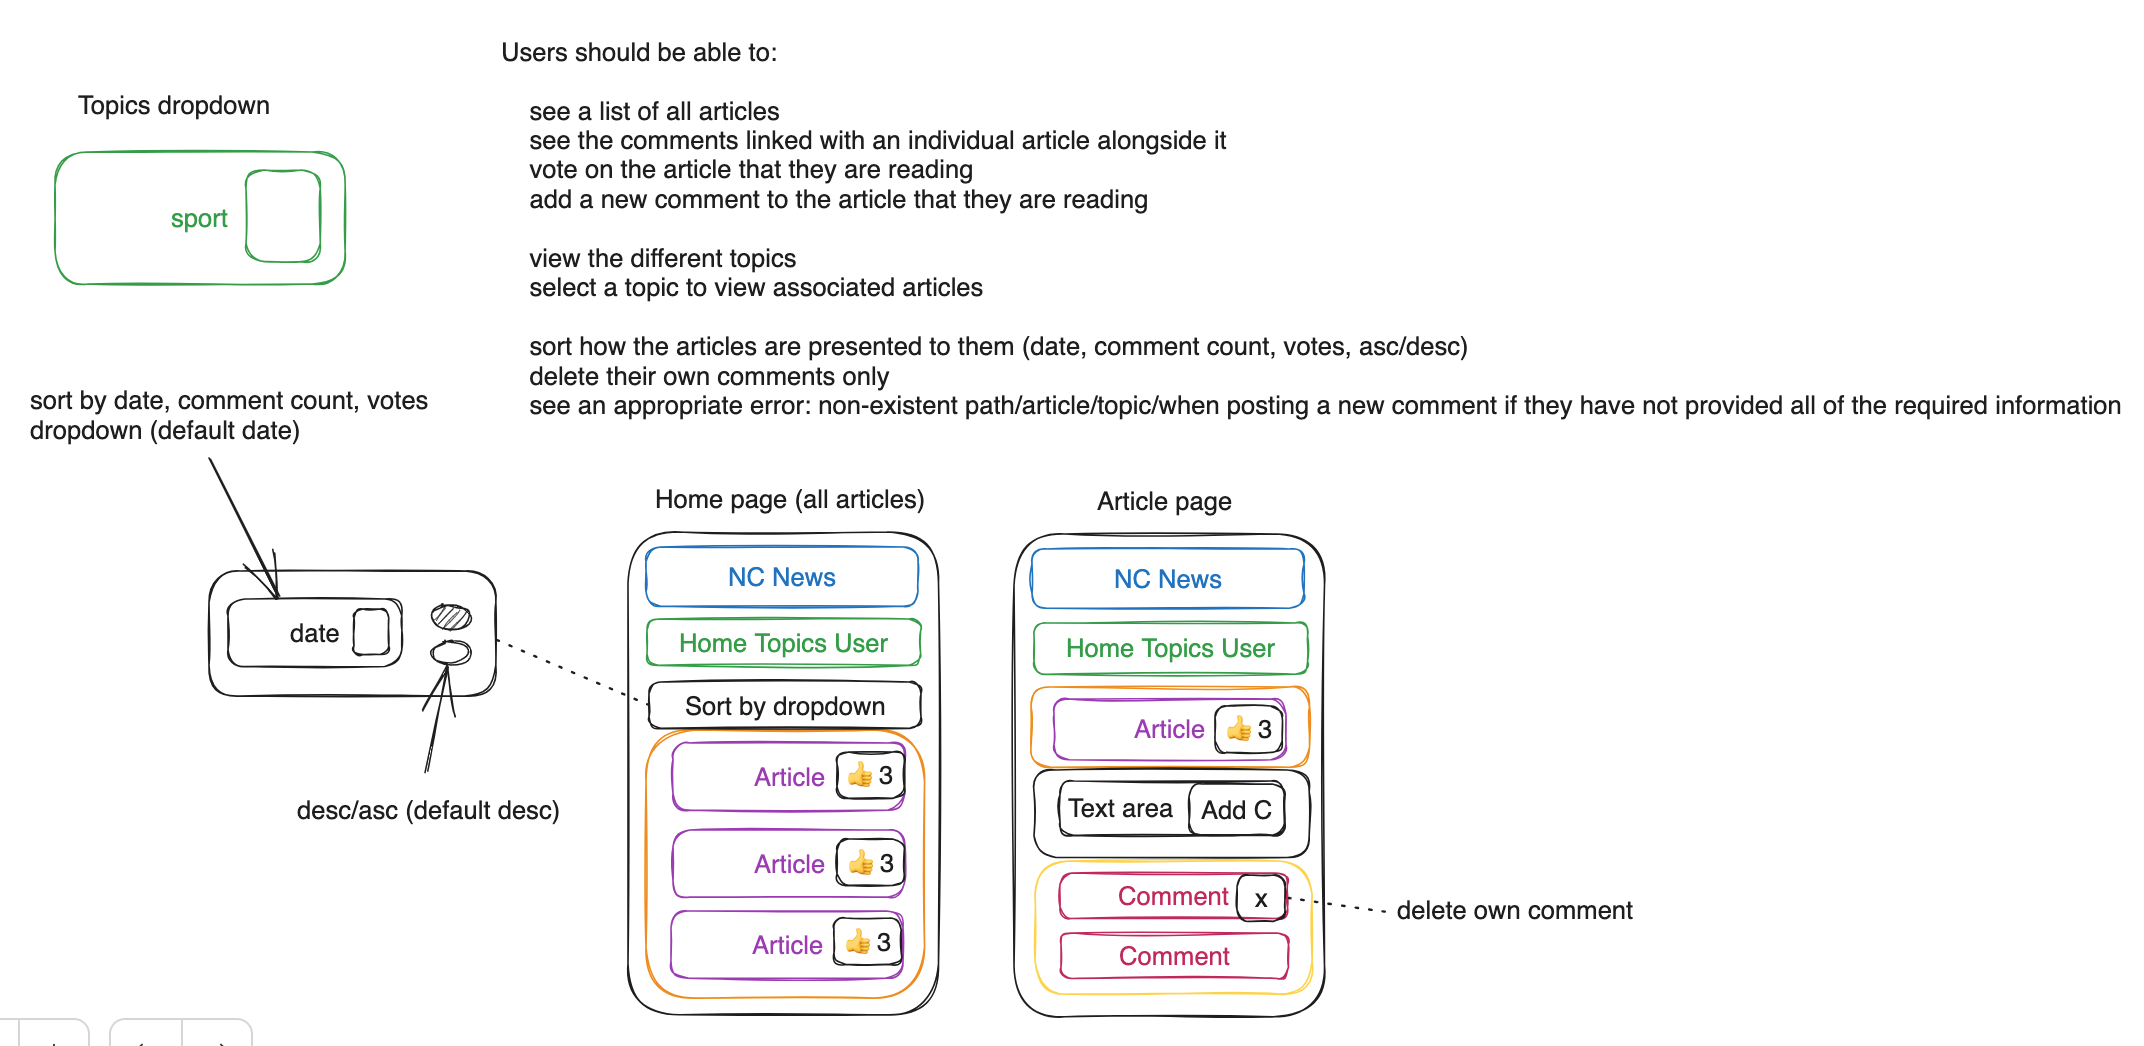 Users should be able to:
Topics dropdown
sport
see a list of all articles
see the comments linked with an individual article alongside it
vote on the article that they are reading
add a new comment to the article that they are reading
view the different topics
select a topic to view associated articles
sort how the articles are presented to them (date, comment count, votes, asc/desc)
delete their own comments only
see an appropriate error: non-existent path/article/topic/when posting a new comment if they have not provided all of the required information
sort by date, comment count, votes
dropdown (default date)
date
desc/asc (default desc)
Home page (all articles)
NC News
Home Topics User
Sort by dropdown
Article 👍 3
Article 👍 3
Article 👍 3
Article page
NC News
Home Topics User
Article 👍 3
Text area Add C
Comment x
delete own comment
Comment